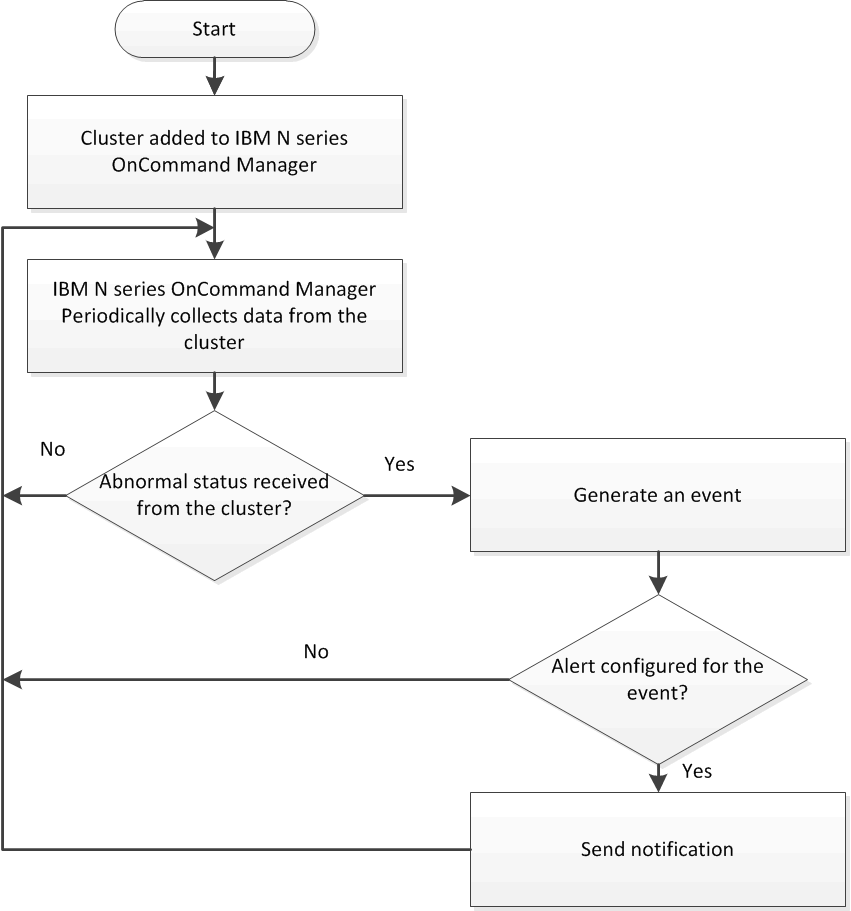 Start
Cluster added to IBM N series
OnCommand Manager
IBM N series OnCommand Manager
Periodically collects data from the
cluster
No
Yes
Abnormal status received
from the cluster?
Generate an event
No
Alert configured for the
event?
Yes
Send notification